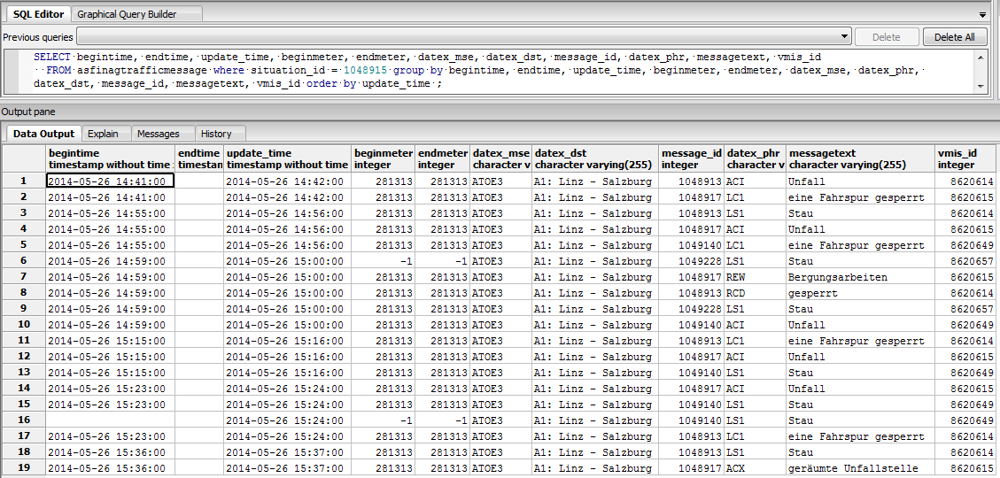 SQL Editor Graphical Query Builder
Previous queries Delete Delete All
SELECT begintime, endtime, update_time, beginmeter, endmeter, datex_mse, datex_dst, message_id, datex_phr, messagetext, vmis_id
FROM asfinagtrafficmessage where situation_id = 1048915 group by begintime, endtime, update_time, beginmeter, endmeter, datex_mse, datex_phr,
datex_dst, message_id, messagetext, vmis_id order by update_time ;
Output pane
Data Output Explain Messages History
begintime endtime update_time beginmeter endmeter datex_mse datex_dst message_id datex_phr messagetext vmis_id
timestamp without time timestan timestamp without time integer integer character v character varying(255) integer character v character varying(255) integer
1 2014-05-26 14:41:00 2014-05-26 14:42:00 281313 281313 ATOE3 A1: Linz - Salzburg 1048913 ACI Unfall 8620614
2 2014-05-26 14:41:00 2014-05-26 14:42:00 281313 281313 ATOE3 A1: Linz - Salzburg 1048917 LC1 eine Fahrspur gesperrt 8620615
3 2014-05-26 14:55:00 2014-05-26 14:56:00 281313 281313 ATOE3 A1: Linz - Salzburg 1048913 LS1 Stau 8620614
4 2014-05-26 14:55:00 2014-05-26 14:56:00 281313 281313 ATOE3 A1: Linz - Salzburg 1048917 ACI Unfall 8620615
5 2014-05-26 14:55:00 2014-05-26 14:56:00 281313 281313 ATOE3 A1: Linz - Salzburg 1049140 LC1 eine Fahrspur gesperrt 8620649
6 2014-05-26 14:59:00 2014-05-26 15:00:00 -1 -1 ATOE3 A1: Linz - Salzburg 1049228 LS1 Stau 8620657
7 2014-05-26 14:59:00 2014-05-26 15:00:00 281313 281313 ATOE3 A1: Linz - Salzburg 1048917 REW Bergungsarbeiten 8620615
8 2014-05-26 14:59:00 2014-05-26 15:00:00 281313 281313 ATOE3 A1: Linz - Salzburg 1048913 RCD gesperrt 8620614
9 2014-05-26 14:59:00 2014-05-26 15:00:00 281313 281313 ATOE3 A1: Linz - Salzburg 1049228 LS1 Stau 8620657
10 2014-05-26 14:59:00 2014-05-26 15:00:00 281313 281313 ATOE3 A1: Linz - Salzburg 1049140 ACI Unfall 8620649
11 2014-05-26 15:15:00 2014-05-26 15:16:00 281313 281313 ATOE3 A1: Linz - Salzburg 1048913 LC1 eine Fahrspur gesperrt 8620614
12 2014-05-26 15:15:00 2014-05-26 15:16:00 281313 281313 ATOE3 A1: Linz - Salzburg 1048917 ACI Unfall 8620615
13 2014-05-26 15:15:00 2014-05-26 15:16:00 281313 281313 ATOE3 A1: Linz - Salzburg 1049140 LS1 Stau 8620649
14 2014-05-26 15:23:00 2014-05-26 15:24:00 281313 281313 ATOE3 A1: Linz - Salzburg 1048917 ACI Unfall 8620615
15 2014-05-26 15:23:00 2014-05-26 15:24:00 281313 281313 ATOE3 A1: Linz - Salzburg 1049140 LS1 Stau 8620649
16 2014-05-26 15:24:00 -1 -1 ATOE3 A1: Linz - Salzburg 1049140 LS1 Stau 8620649
17 2014-05-26 15:23:00 2014-05-26 15:24:00 281313 281313 ATOE3 A1: Linz - Salzburg 1048913 LC1 eine Fahrspur gesperrt 8620614
18 2014-05-26 15:36:00 2014-05-26 15:37:00 281313 281313 ATOE3 A1: Linz - Salzburg 1048913 LS1 Stau 8620614
19 2014-05-26 15:36:00 2014-05-26 15:37:00 281313 281313 ATOE3 A1: Linz - Salzburg 1048917 ACX geräumte Unfallstelle 8620615